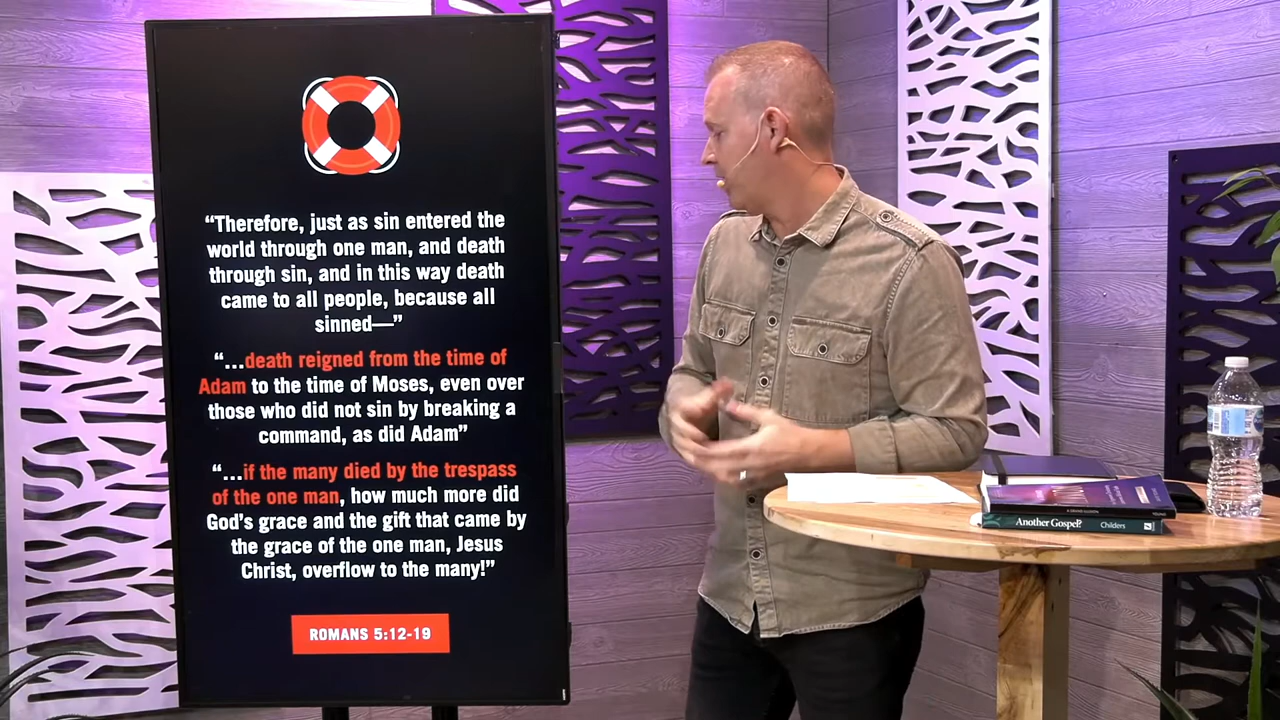 “Therefore, just as sin entered the
world through one man, and death
through sin, and in this way death
came to all people, because all
sinned—”
“…death reigned from the time of
Adam to the time of Moses, even over
those who did not sin by breaking a
command, as did Adam”
“…if the many died by the trespass
of the one man, how much more did
God’s grace and the gift that came by
the grace of the one man, Jesus
Christ, overflow to the many!”
ROMANS 5:12-19
Another Gospel? Childers